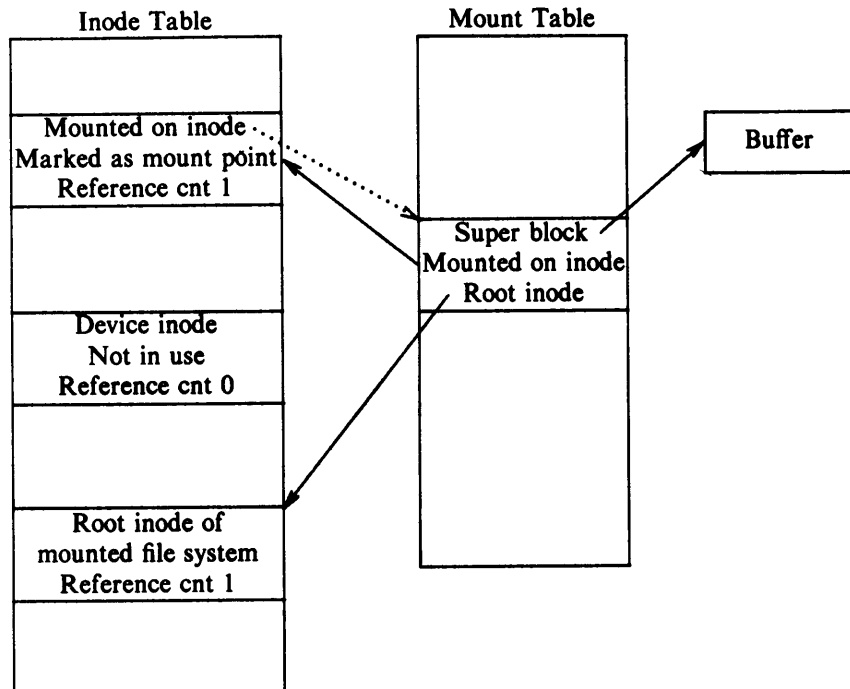 Inode Table
Mounted on inode
Marked as mount point
Reference cnt 1
Device inode
Not in use
Reference cnt 0
Root inode of
mounted file system
Reference cnt 1
Mount Table
Super block
Mounted on inode
Root inode
Buffer